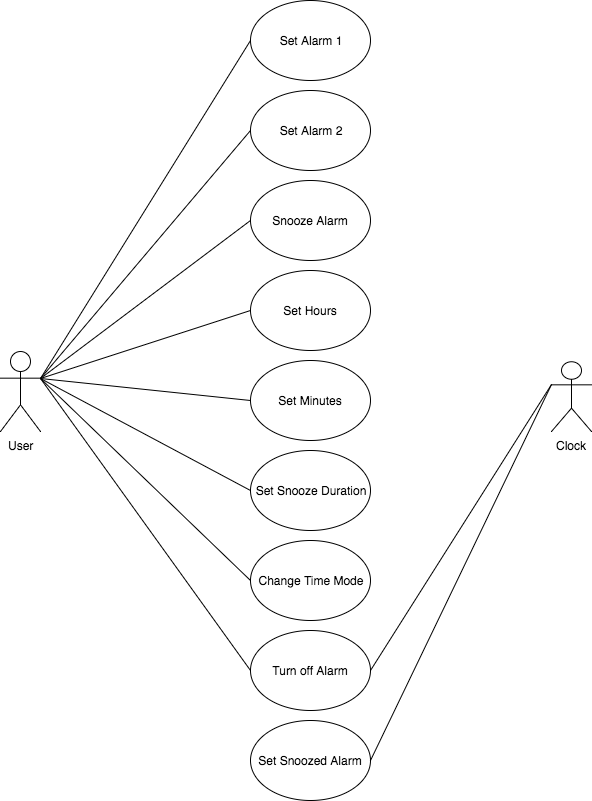 Set Alarm 1
Set Alarm 2
Snooze Alarm
Set Hours
Set Minutes
User
Clock
Set Snooze Duration
Change Time Mode
Turn off Alarm
Set Snoozed Alarm